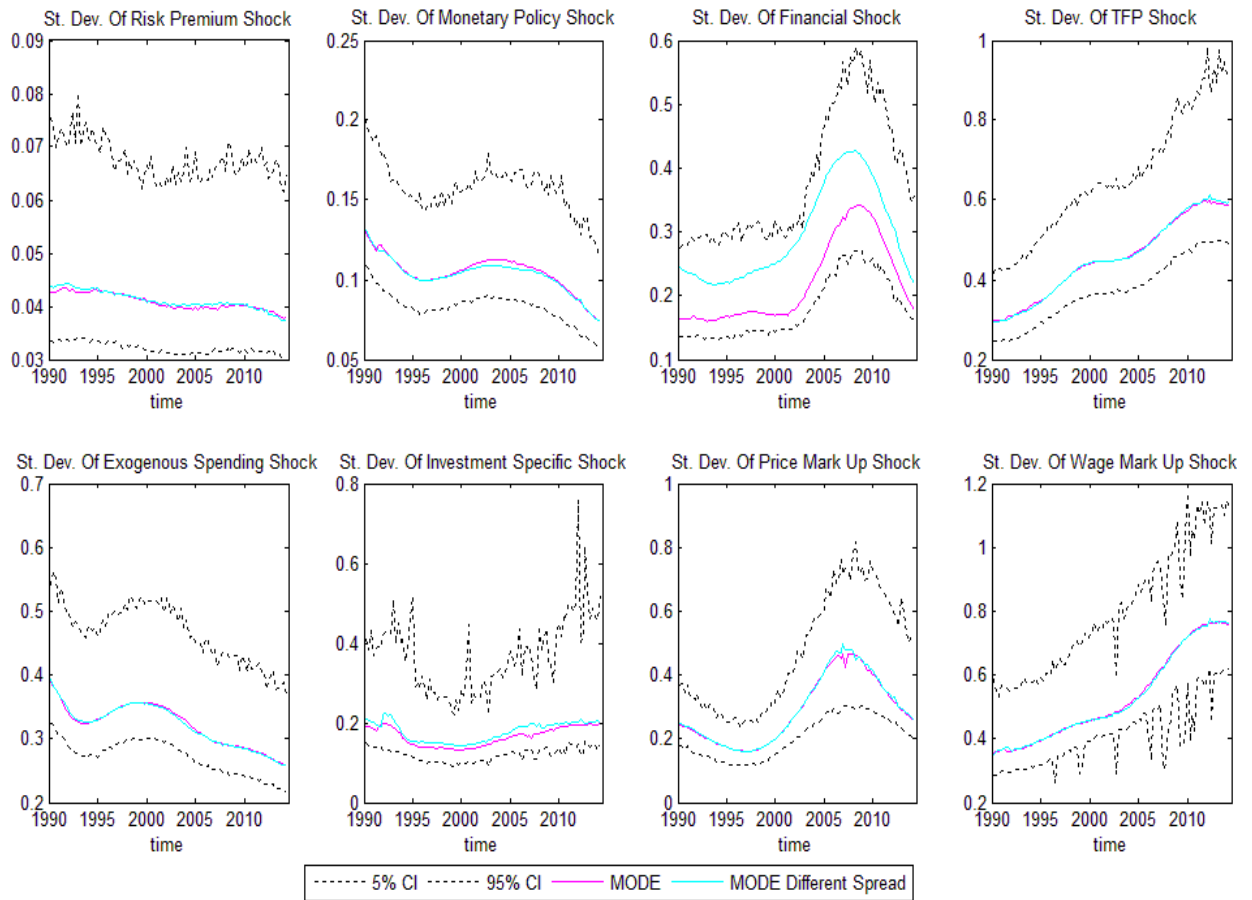 St. Dev. Of Risk Premium Shock
0.09
0.08
0.07
0.06
0.05
0.04
0.03
1990 1995 2000 2005 2010
time
St. Dev. Of Monetary Policy Shock
0.25
0.2
0.15
0.1
0.05
1990 1995 2000 2005 2010
time
St. Dev. Of Financial Shock
0.6
0.5
0.4
0.3
0.2
0.1
1990 1995 2000 2005 2010
time
St. Dev. Of TFP Shock
1
0.8
0.6
0.4
0.2
1990 1995 2000 2005 2010
time
St. Dev. Of Exogenous Spending Shock
0.7
0.6
0.5
0.4
0.3
0.2
1990 1995 2000 2005 2010
time
St. Dev. Of Investment Specific Shock
0.8
0.6
0.4
0.2
0
1990 1995 2000 2005 2010
time
St. Dev. Of Price Mark Up Shock
1
0.8
0.6
0.4
0.2
0
1990 1995 2000 2005 2010
time
St. Dev. Of Wage Mark Up Shock
1.2
1
0.8
0.6
0.4
0.2
1990 1995 2000 2005 2010
time
5% CI 95% CI MODE MODE Different Spread